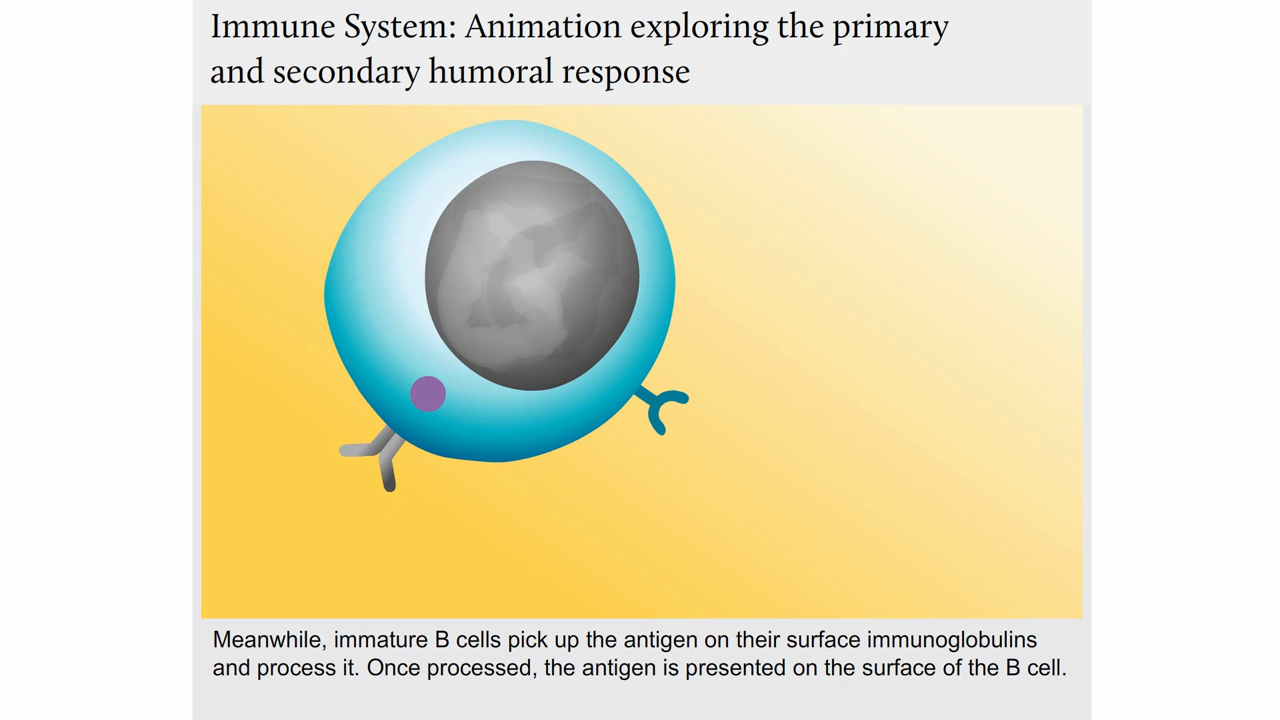 Immune System: Animation exploring the primary
and secondary humoral response
Meanwhile, immature B cells pick up the antigen on their surface immunoglobulins
and process it. Once processed, the antigen is presented on the surface of the B cell.